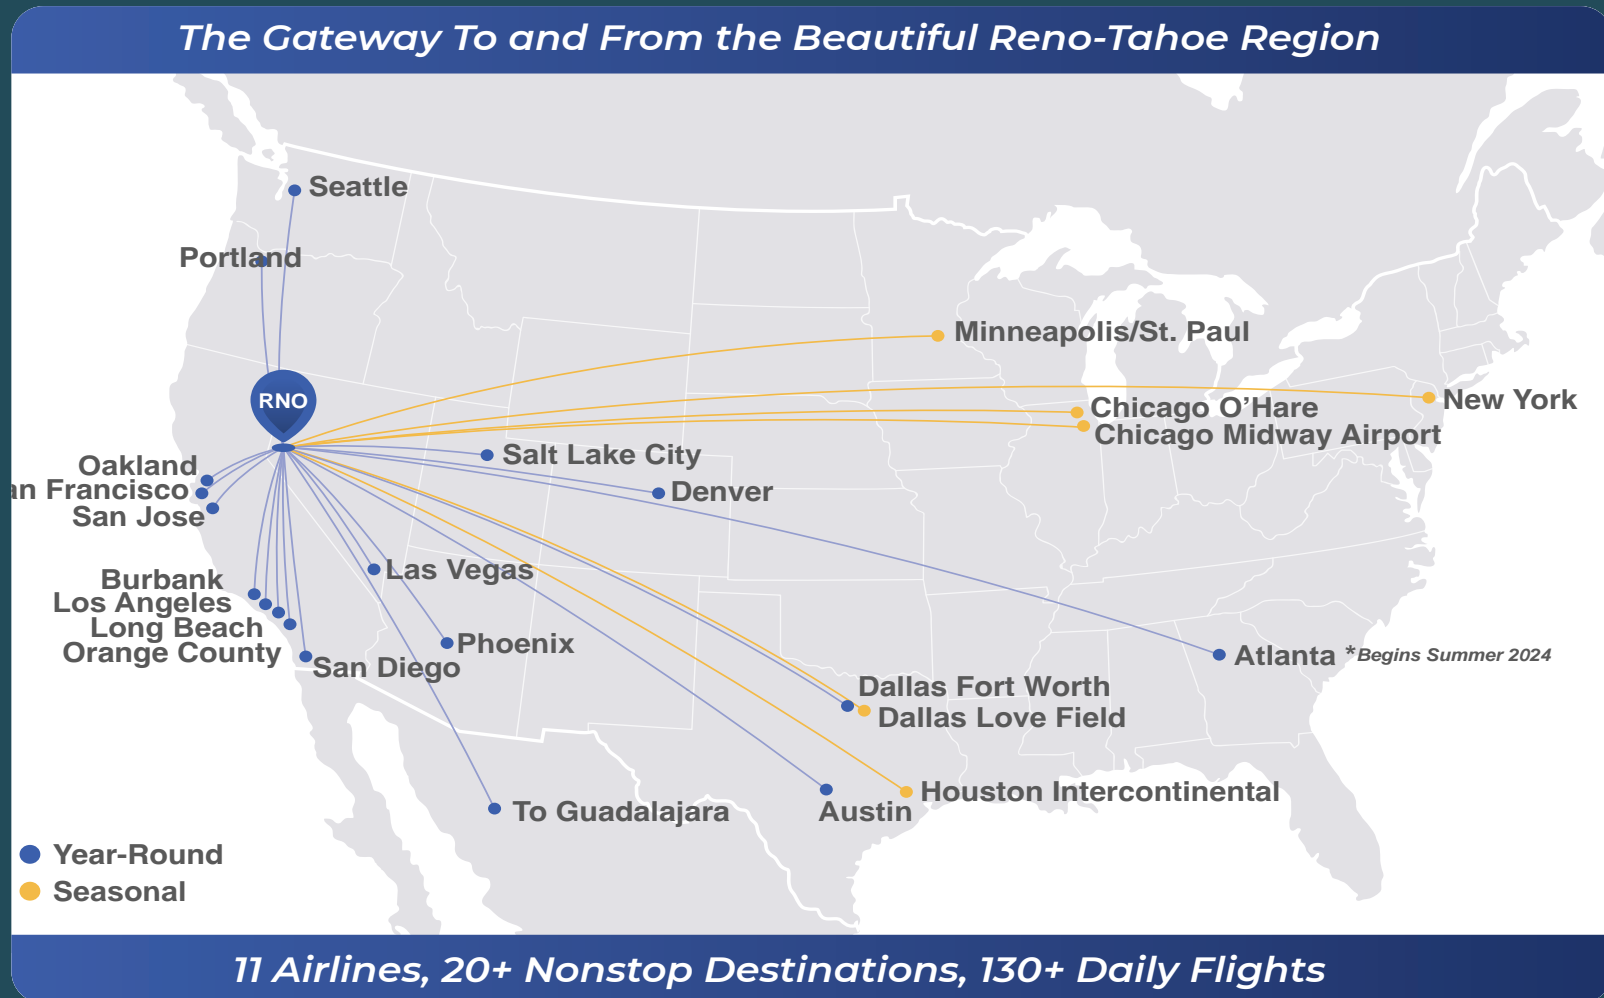 The Gateway To and From the Beautiful Reno-Tahoe Region
Seattle
Portland
Minneapolis/St. Paul
RNO
New York
Chicago O’Hare
Chicago Midway Airport
Salt Lake City
Oakland
an Francisco
Denver
San Jose
Las Vegas
Burbank
Los Angeles
Long Beach
Orange County
Phoenix
San Diego
Atlanta *Begins Summer 2024
Dallas Fort Worth
Dallas Love Field
Houston Intercontinental
To Guadalajara
Austin
Year-Round
Seasonal
11 Airlines, 20+ Nonstop Destinations, 130+ Daily Flights